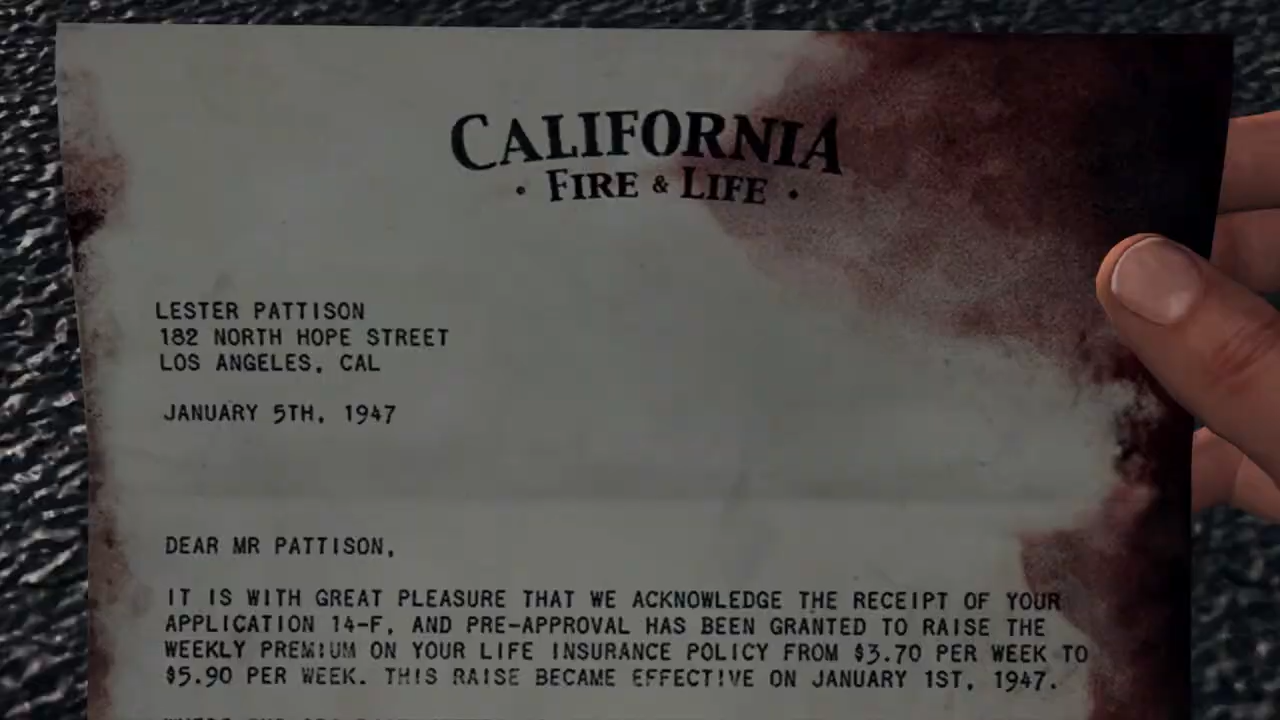 CALIFORNIA
· FIRE & LIFE ·
LESTER PATTISON
182 NORTH HOPE STREET
LOS ANGELES, CAL
JANUARY 5TH, 1947
DEAR MR PATTISON,
IT IS WITH GREAT PLEASURE THAT WE ACKNOWLEDGE THE RECEIPT OF YOUR
APPLICATION 14-F, AND PRE-APPROVAL HAS BEEN GRANTED TO RAISE THE
WEEKLY PREMIUM ON YOUR LIFE INSURANCE POLICY FROM $3.70 PER WEEK TO
$5.90 PER WEEK. THIS RAISE BECAME EFFECTIVE ON JANUARY 1ST, 1947.